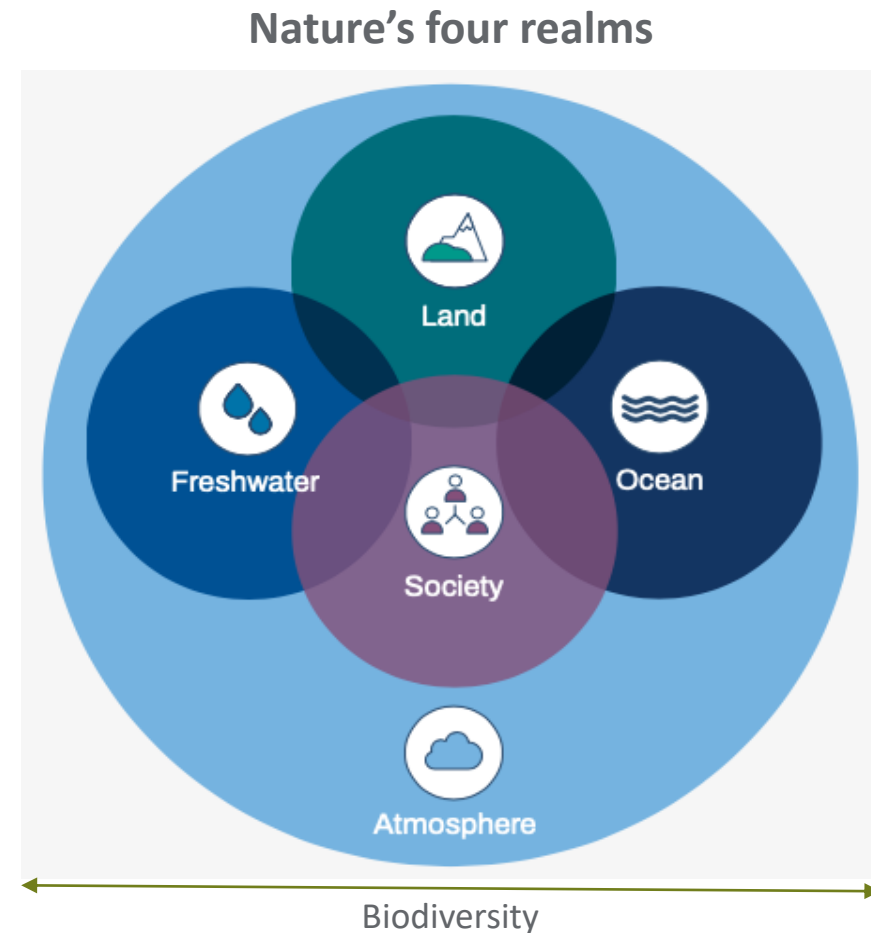 Nature’s four realms
Land
Freshwater
Ocean
Society
Atmosphere
Biodiversity